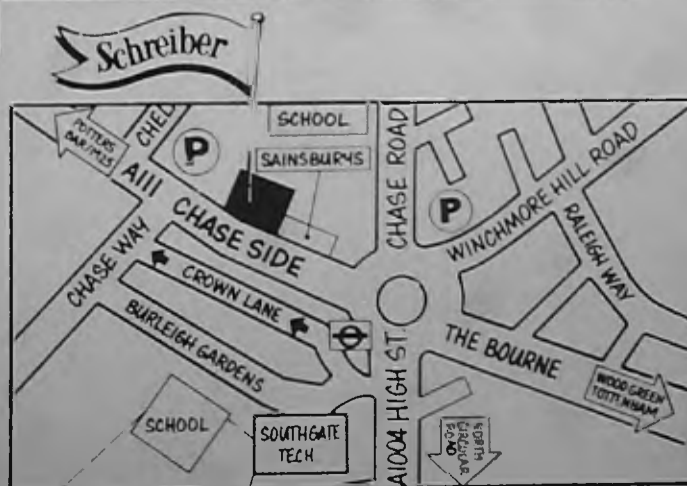 Schreiber
POTTERS
BAR/M25
CHED
P
SCHOOL
SAINSBURYS
CHASE ROAD
P
WINCHMORE HILL ROAD
RALEIGH WAY
A111
CHASE SIDE
CHASE WAY
CROWN LANE
BURLEIGH GARDENS
THE BOURNE
WOOD GREEN
TOTTENHAM
A1004 HIGH ST.
SCHOOL
SOUTHGATE
TECH
NORTH
CIRCULAR
ROAD